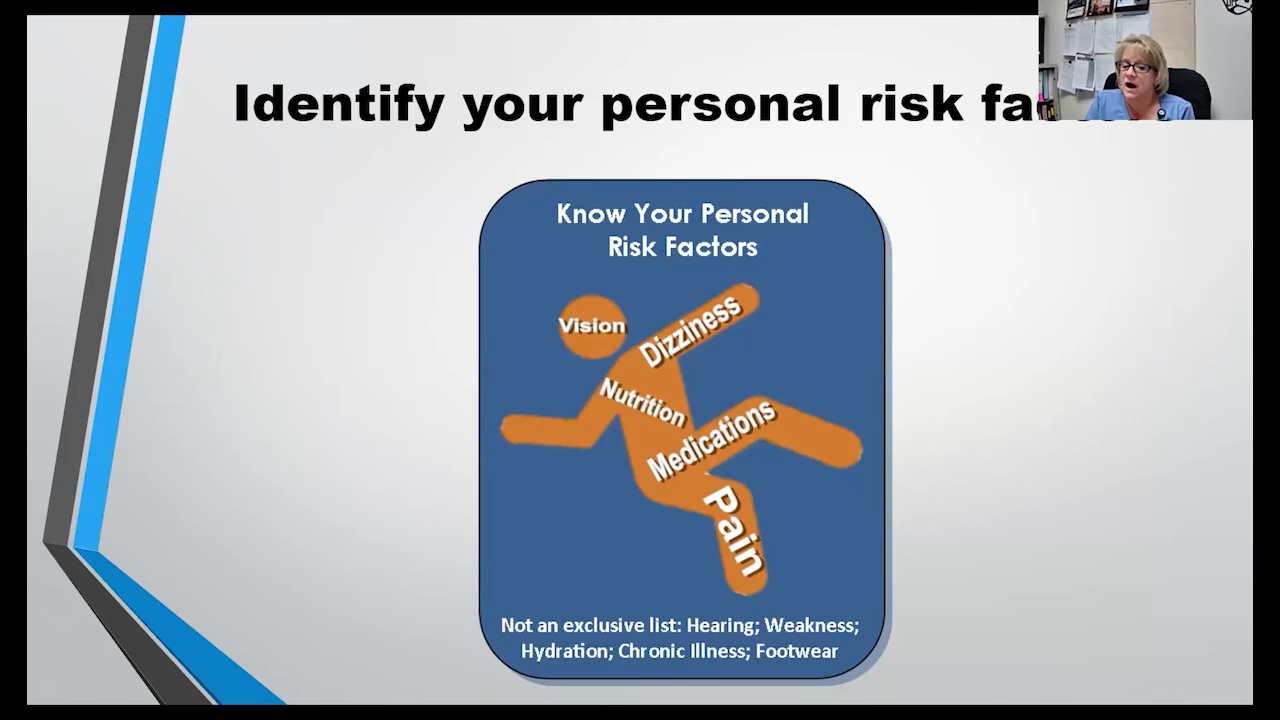 Identify your personal risk
Know Your Personal
Risk Factors
Vision
Dizziness
Nutrition
Medications
Pain
Not an exclusive list: Hearing; Weakness;
Hydration; Chronic Illness; Footwear